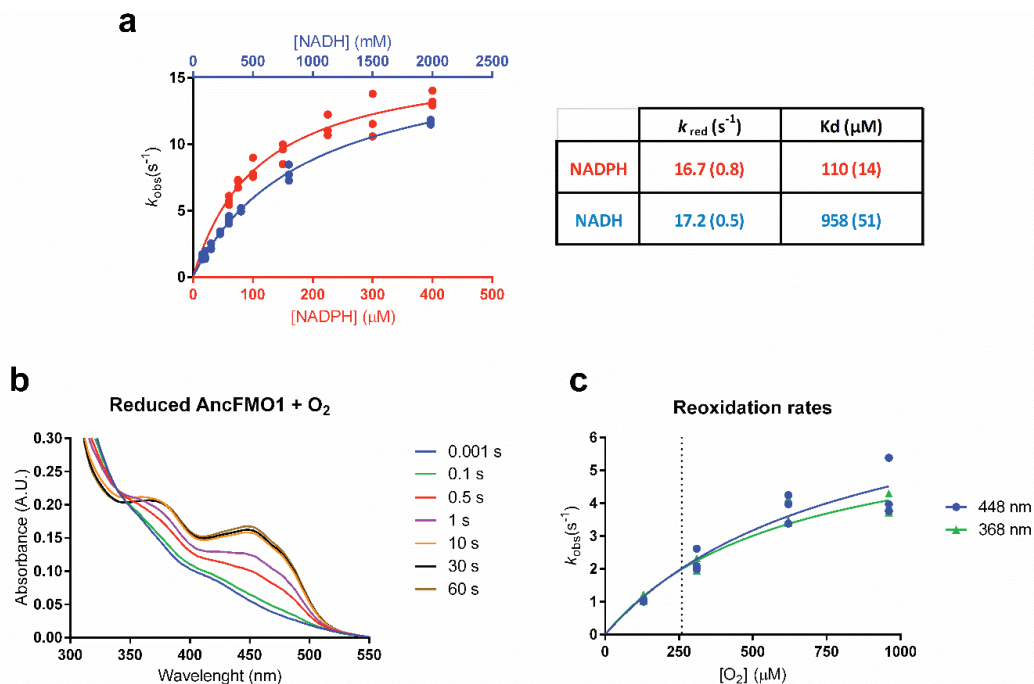 a
[NADH] (mM)
0 500 1000 1500 2000 2500
15
10
5
0
kobs(s-1)
0 100 200 300 400 500
[NADPH] (µM)
k red (s-1) Kd (µM)
NADPH 16.7 (0.8) 110 (14)
NADH 17.2 (0.5) 958 (51)
b
Reduced AncFMO1 + O2
0.30
0.25
0.20
0.15
0.10
0.05
0.00
Absorbance (A.U.)
300 350 400 450 500 550
Wavelenght (nm)
0.001 s
0.1 s
0.5 s
1 s
10 s
30 s
60 s
c
Reoxidation rates
6
5
4
3
2
1
0
kobs(s-1)
0 250 500 750 1000
[O2] (µM)
448 nm
368 nm